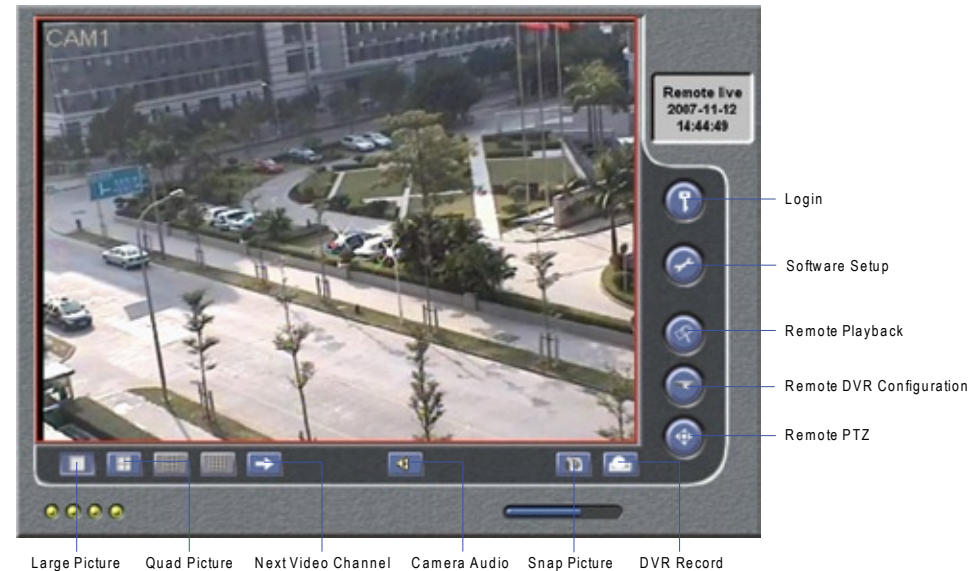 CAM1
Remote live
2007-11-12
14:44:49
Login
Software Setup
Remote Playback
Remote DVR Configuration
Remote PTZ
Large Picture
Quad Picture
Next Video Channel
Camera Audio
Snap Picture
DVR Record